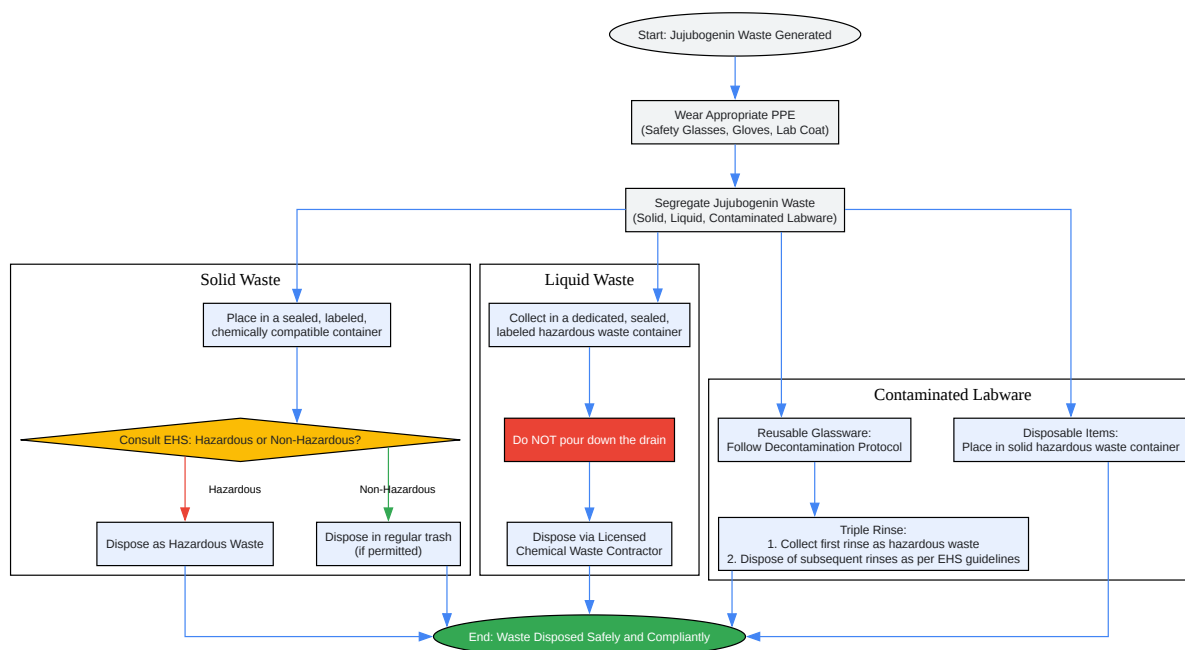 Start: Jujubogenin Waste Generated
Wear Appropriate PPE
(Safety Glasses, Gloves, Lab Coat)
Segregate Jujubogenin Waste
(Solid, Liquid, Contaminated Labware)
Solid Waste
Place in a sealed, labeled,
chemically compatible container
Consult EHS: Hazardous or Non-Hazardous?
Hazardous
Non-Hazardous
Dispose as Hazardous Waste
Dispose in regular trash
(if permitted)
Liquid Waste
Collect in a dedicated, sealed,
labeled hazardous waste container
Do NOT pour down the drain
Dispose via Licensed
Chemical Waste Contractor
Contaminated Labware
Reusable Glassware:
Follow Decontamination Protocol
Disposable Items:
Place in solid hazardous waste container
Triple Rinse:
1. Collect first rinse as hazardous waste
2. Dispose of subsequent rinses as per EHS guidelines
End: Waste Disposed Safely and Compliantly